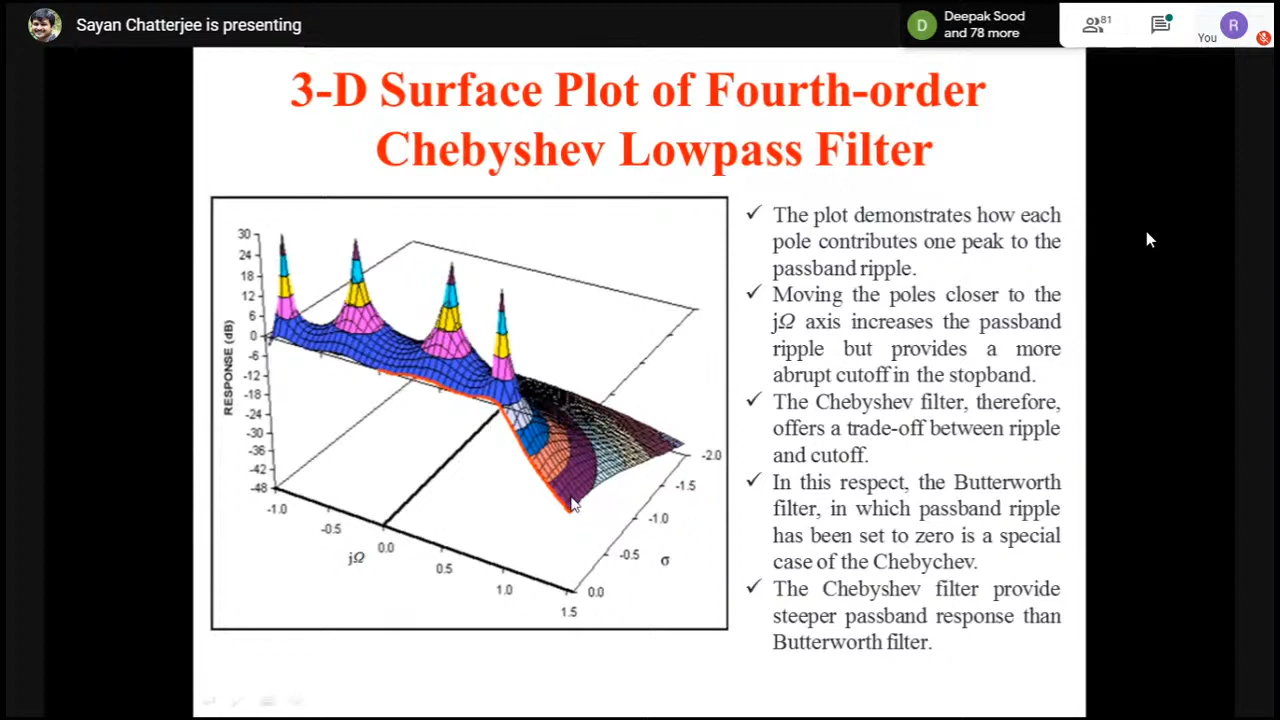 Sayan Chatterjee is presenting
D
Deepak Sood
and 78 more
81
You
R
3-D Surface Plot of Fourth-order
Chebyshev Lowpass Filter
30
24
18
12
6
0
-6
-12
-18
-24
-30
-36
-42
-48
RESPONSE (dB)
-1.0
-0.5
0.0
0.5
1.0
1.5
jΩ
0.0
-0.5
-1.0
-1.5
-2.0
σ
✓ The plot demonstrates how each
pole contributes one peak to the
passband ripple.
✓ Moving the poles closer to the
jΩ axis increases the passband
ripple but provides a more
abrupt cutoff in the stopband.
✓ The Chebyshev filter, therefore,
offers a trade-off between ripple
and cutoff.
✓ In this respect, the Butterworth
filter, in which passband ripple
has been set to zero is a special
case of the Chebychev.
✓ The Chebyshev filter provide
steeper passband response than
Butterworth filter.